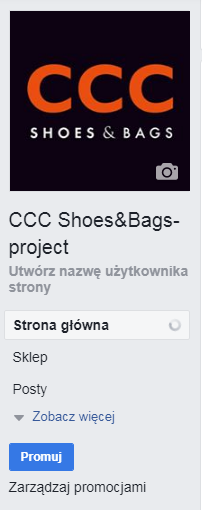 CCC
SHOES & BAGS
CCC Shoes&Bags-
project
Utwórz nazwę użytkownika
strony
Strona główna
Sklep
Posty
Zobacz więcej
Promuj
Zarządzaj promocjami